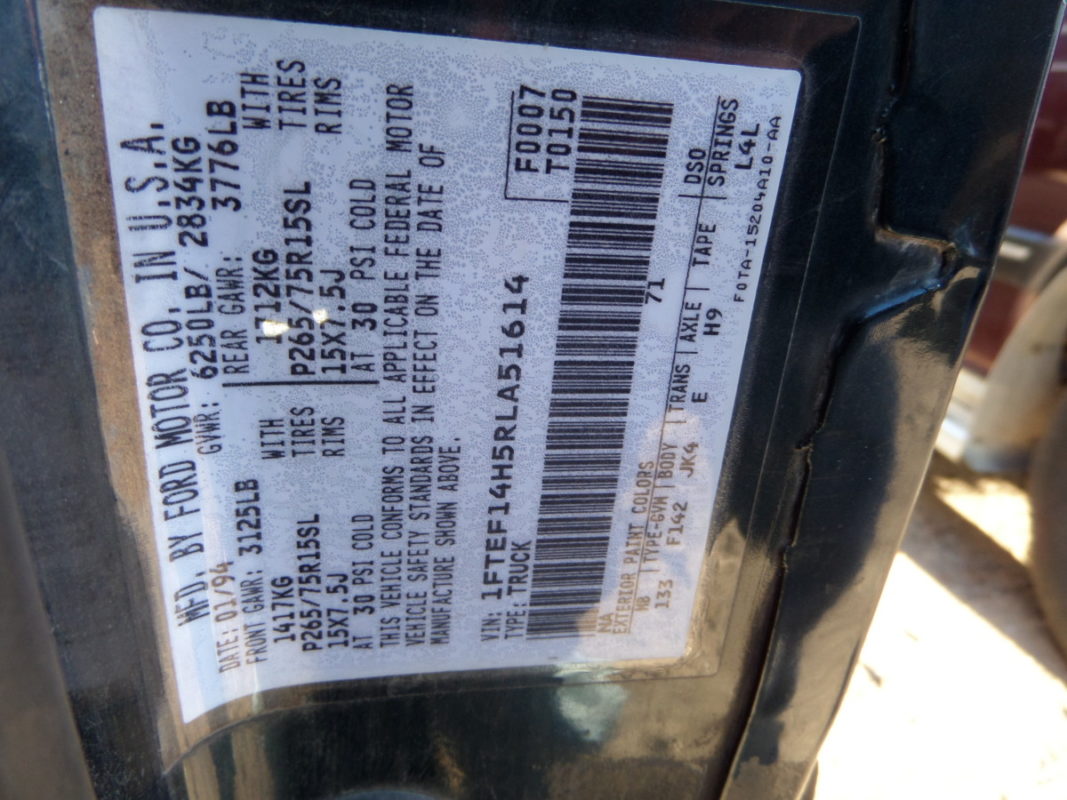 MFD. BY FORD MOTOR CO. IN U.S.A.
DATE: 01/94 GVWR: 6250LB/ 2834KG
FRONT GAWR: 3125LB REAR GAWR: 3776LB
1417KG WITH 1712KG WITH
P265/75R15SL TIRES P265/75R15SL TIRES
15X7.5J RIMS 15X7.5J RIMS
AT 30 PSI COLD AT 30 PSI COLD
THIS VEHICLE CONFORMS TO ALL APPLICABLE FEDERAL MOTOR
VEHICLE SAFETY STANDARDS IN EFFECT ON THE DATE OF
MANUFACTURE SHOWN ABOVE.
VIN: 1FTEF14H5RLA51614 F0007
TYPE: TRUCK T0150
NA 71
EXTERIOR PAINT COLORS DSO
WB TYPE-GVM BODY TRANS AXLE TAPE SPRINGS
133 F142 JK4 E H9 L4L
F0TA-15204A10-AA